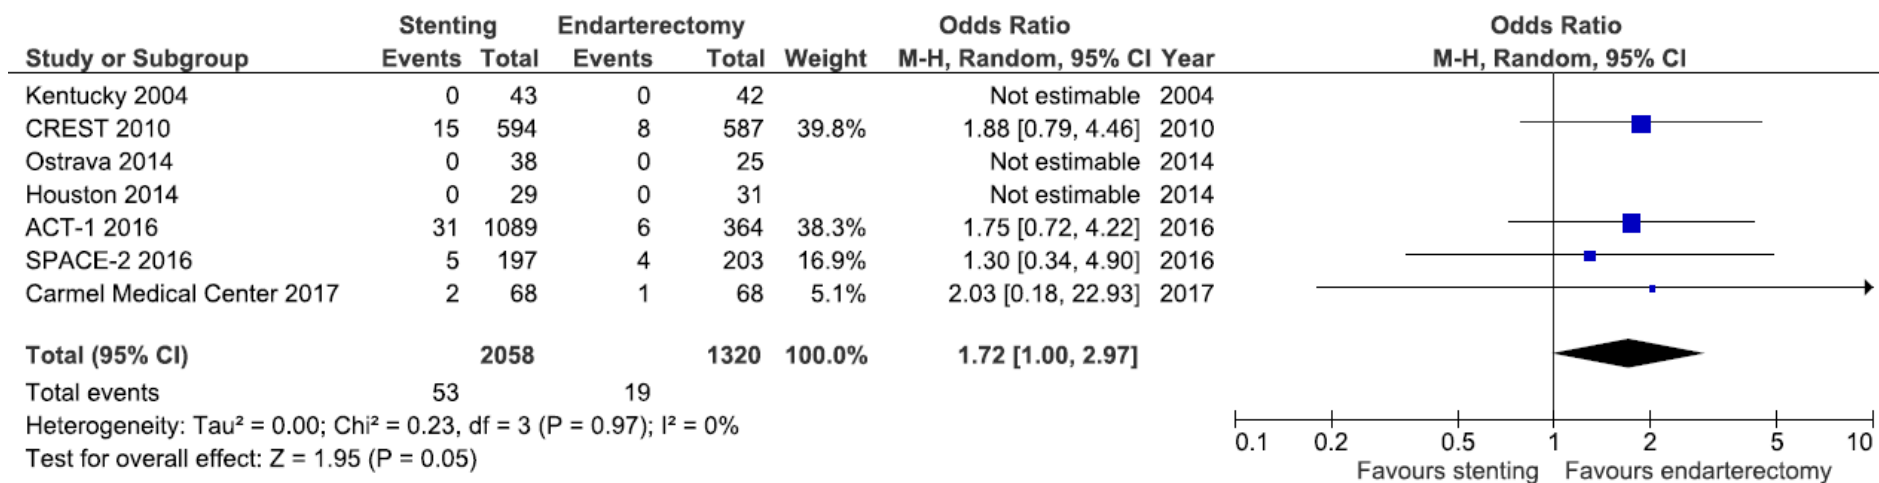 Stenting Endarterectomy Odds Ratio Odds Ratio
Study or Subgroup Events Total Events Total Weight M-H, Random, 95% CI Year M-H, Random, 95% CI
Kentucky 2004 0 43 0 42 Not estimable 2004
CREST 2010 15 594 8 587 39.8% 1.88 [0.79, 4.46] 2010
Ostrava 2014 0 38 0 25 Not estimable 2014
Houston 2014 0 29 0 31 Not estimable 2014
ACT-1 2016 31 1089 6 364 38.3% 1.75 [0.72, 4.22] 2016
SPACE-2 2016 5 197 4 203 16.9% 1.30 [0.34, 4.90] 2016
Carmel Medical Center 2017 2 68 1 68 5.1% 2.03 [0.18, 22.93] 2017
Total (95% CI) 2058 1320 100.0% 1.72 [1.00, 2.97]
Total events 53 19
Heterogeneity: Tau² = 0.00; Chi² = 0.23, df = 3 (P = 0.97); I² = 0%
Test for overall effect: Z = 1.95 (P = 0.05)
0.1 0.2 0.5 1 2 5 10
Favours stenting Favours endarterectomy